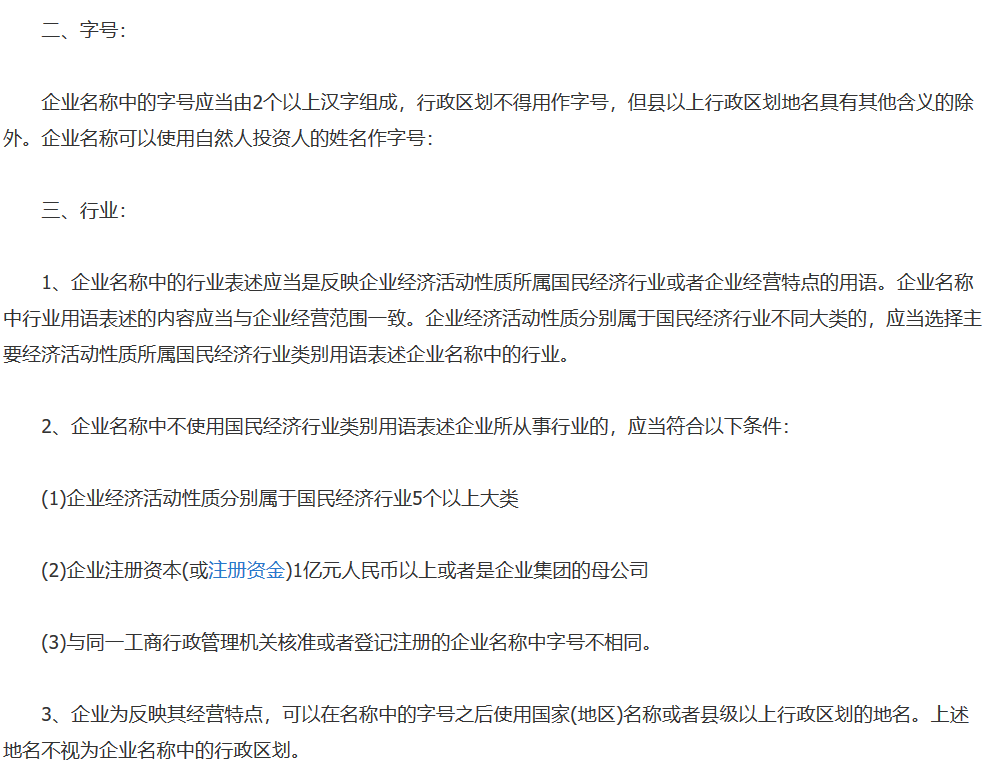 二、字号：
企业名称中的字号应当由2个以上汉字组成，行政区划不得用作字号，但县以上行政区划地名具有其他含义的除
外。企业名称可以使用自然人投资人的姓名作字号：
三、行业：
1、企业名称中的行业表述应当是反映企业经济活动性质所属国民经济行业或者企业经营特点的用语。企业名称
中行业用语表述的内容应当与企业经营范围一致。企业经济活动性质分别属于国民经济行业不同大类的，应当选择主
要经济活动性质所属国民经济行业类别用语表述企业名称中的行业。
2、企业名称中不使用国民经济行业类别用语表述企业所从事行业的，应当符合以下条件：
(1)企业经济活动性质分别属于国民经济行业5个以上大类
(2)企业注册资本(或注册资金)1亿元人民币以上或者是企业集团的母公司
(3)与同一工商行政管理机关核准或者登记注册的企业名称中字号不相同。
3、企业为反映其经营特点，可以在名称中的字号之后使用国家(地区)名称或者县级以上行政区划的地名。上述
地名不视为企业名称中的行政区划。